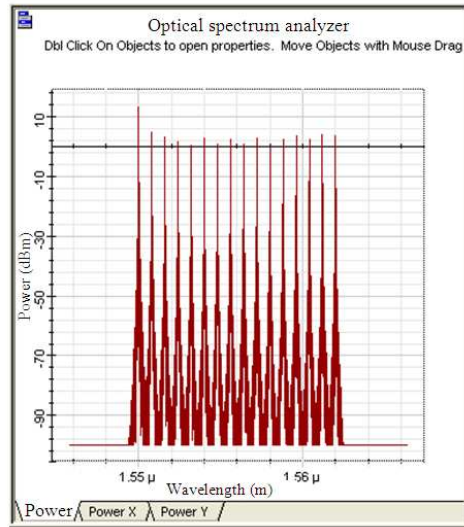 Optical spectrum analyzer
Dbl Click On Objects to open properties. Move Objects with Mouse Drag
10
-10
-30
-50
-70
-90
Power (dBm)
1.55 µ
1.56 µ
Wavelength (m)
Power
Power X
Power Y